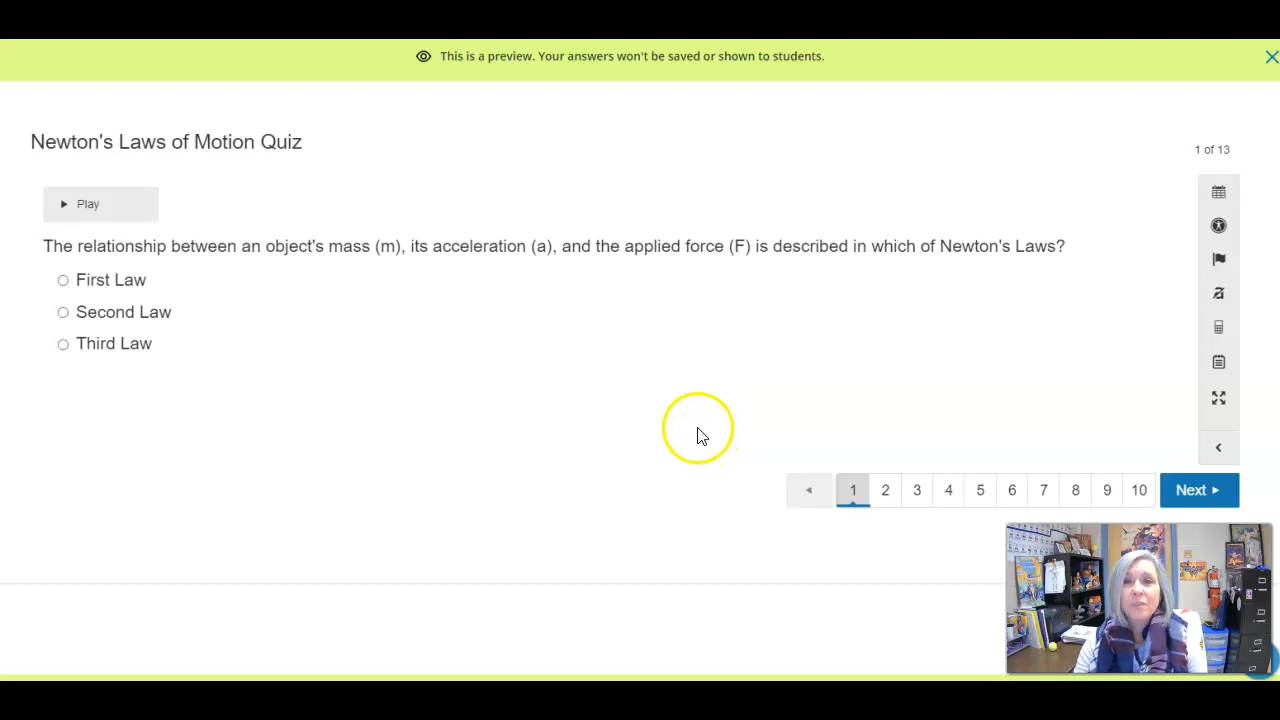 This is a preview. Your answers won't be saved or shown to students.
Newton's Laws of Motion Quiz
1 of 13
Play
The relationship between an object's mass (m), its acceleration (a), and the applied force (F) is described in which of Newton's Laws?
First Law
Second Law
Third Law
1 2 3 4 5 6 7 8 9 10 Next